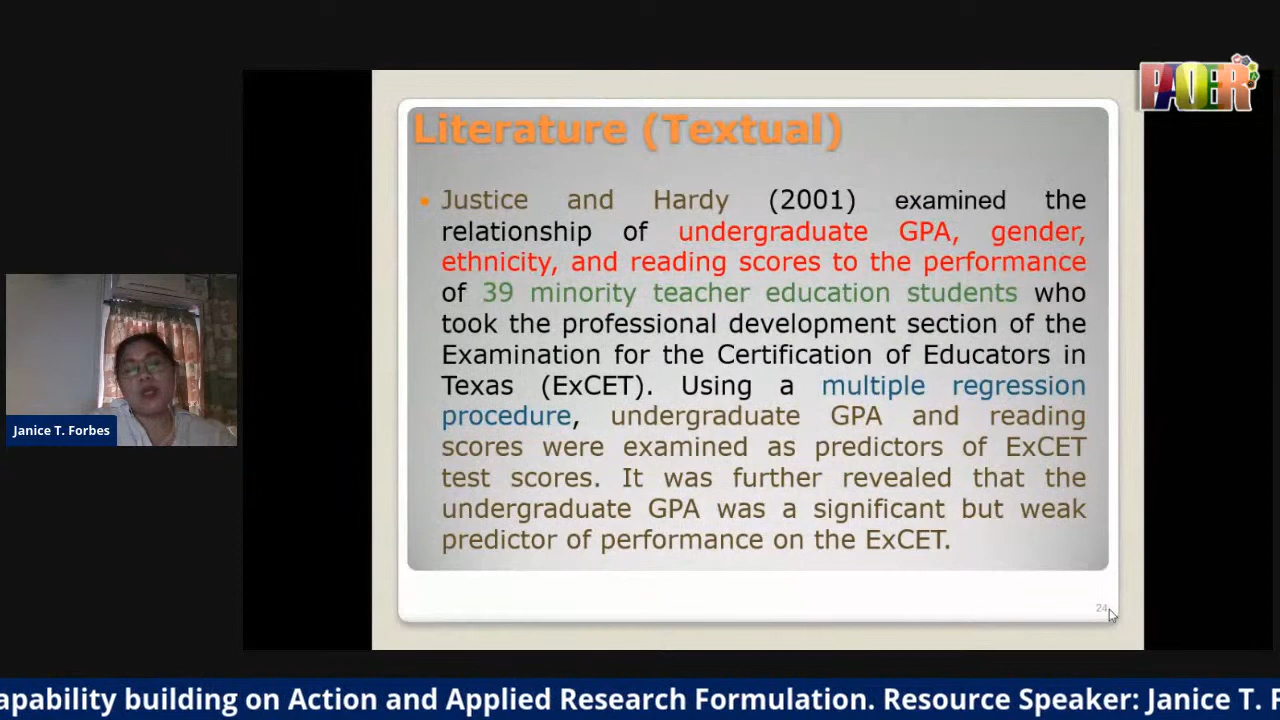 PAOER
Literature (Textual)
• Justice and Hardy (2001) examined the
relationship of undergraduate GPA, gender,
ethnicity, and reading scores to the performance
of 39 minority teacher education students who
took the professional development section of the
Examination for the Certification of Educators in
Texas (ExCET). Using a multiple regression
procedure, undergraduate GPA and reading
scores were examined as predictors of ExCET
test scores. It was further revealed that the
undergraduate GPA was a significant but weak
predictor of performance on the ExCET.
24
Janice T. Forbes
apability building on Action and Applied Research Formulation. Resource Speaker: Janice T. F